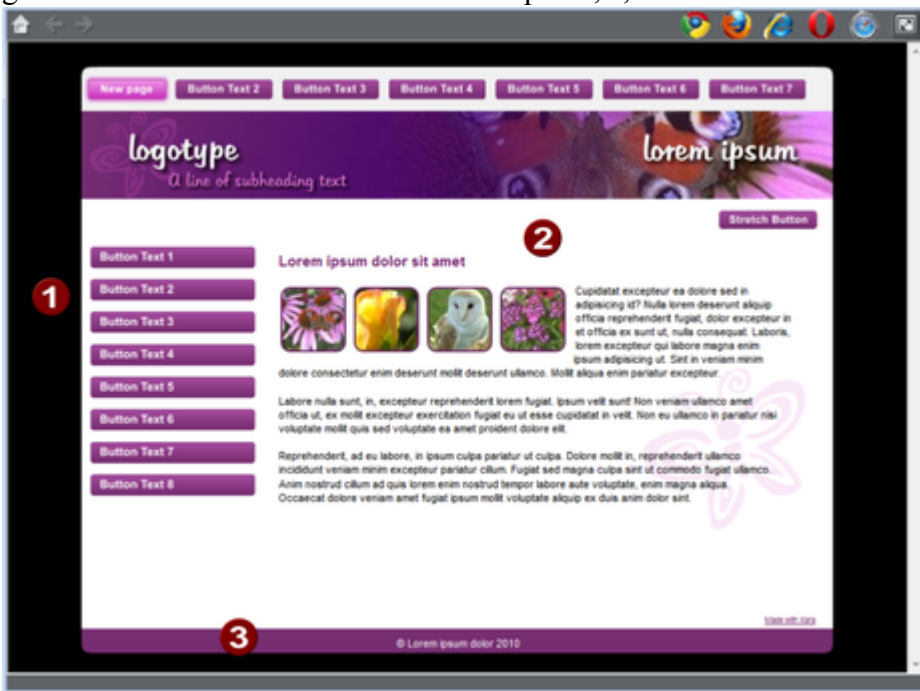 New page Button Text 2 Button Text 3 Button Text 4 Button Text 5 Button Text 6 Button Text 7
logotype
A line of subheading text
lorem ipsum
Stretch Button
2
1
Button Text 1
Button Text 2
Button Text 3
Button Text 4
Button Text 5
Button Text 6
Button Text 7
Button Text 8
Lorem ipsum dolor sit amet
Cupidatat excepteur ea dolore sed in
adipisicing id? Nulla lorem deserunt aliquip
officia reprehenderit fugiat, dolor excepteur in
et officia ex sunt ut, nulla consequat. Laboris,
lorem excepteur qui labore magna enim
ipsum adipisicing ut. Sint in veniam minim
dolore consectetur enim deserunt mollit deserunt ullamco. Mollit aliqua enim pariatur excepteur.
Labore nulla sunt, in, excepteur reprehenderit lorem fugiat. Ipsum velit sunt! Non veniam ullamco amet
officia ut, ex mollit excepteur exercitation fugiat eu ut esse cupidatat in velit. Non eu ullamco in pariatur nisi
voluptate mollit quis sed voluptate ea amet proident dolore elit.
Reprehenderit, ad eu labore, in ipsum culpa pariatur ut culpa. Dolore mollit in, reprehenderit ullamco
incididunt veniam minim excepteur pariatur cillum. Fugiat sed magna culpa sint ut commodo fugiat ullamco.
Anim nostrud cillum ad quis lorem enim nostrud tempor labore aute voluptate, enim magna aliqua.
Occaecat dolore veniam amet fugiat ipsum mollit voluptate aliquip ex duis anim dolor sint.
Made with Xara
3
© Lorem ipsum dolor 2010